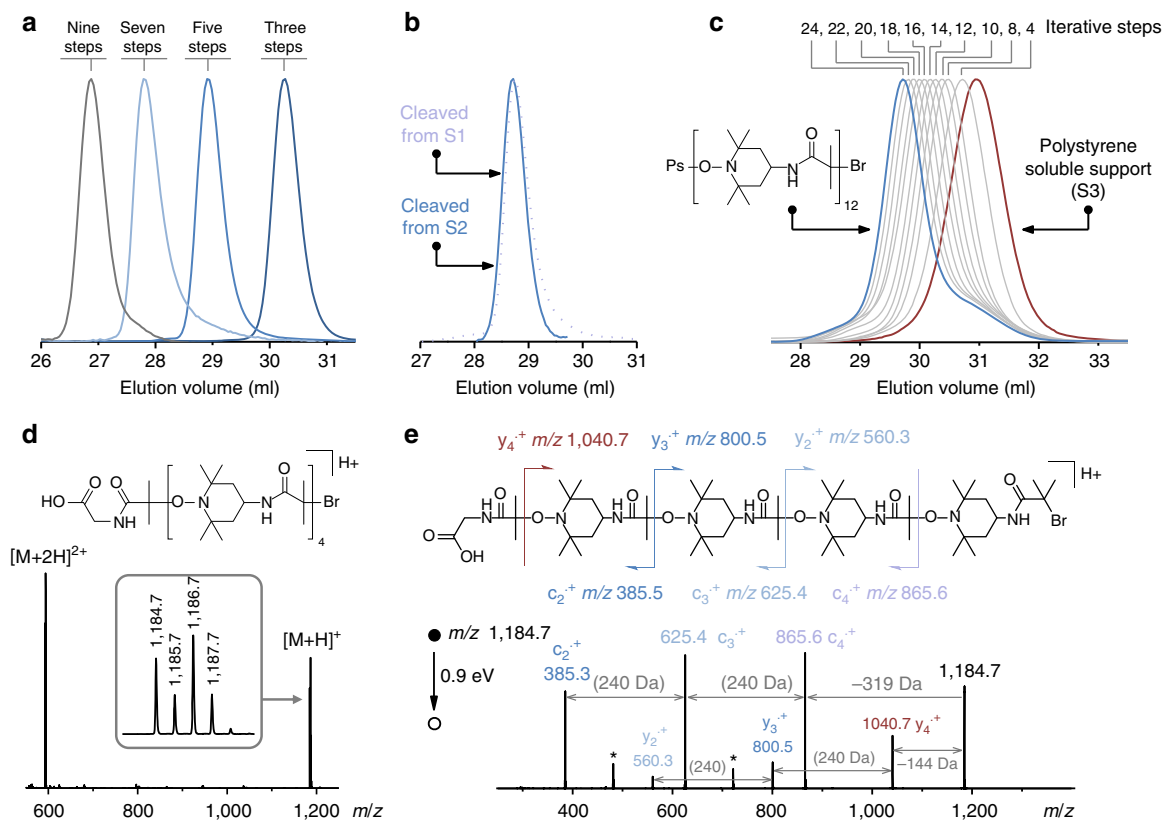 a
Nine steps
Seven steps
Five steps
Three steps
26 27 28 29 30 31
Elution volume (ml)
b
Cleaved from S1
Cleaved from S2
27 28 29 30 31
Elution volume (ml)
c
24, 22, 20, 18, 16, 14, 12, 10, 8, 4 Iterative steps
Ps O N N H O Br 12
Polystyrene
soluble support
(S3)
28 29 30 31 32 33
Elution volume (ml)
d
HO O O NH O N O N H Br 4 H+
[M+2H]2+
1,184.7
1,185.7
1,186.7
1,187.7
[M+H]+
600 800 1,000 1,200 m/z
e
y4·+ m/z 1,040.7
y3·+ m/z 800.5
y2·+ m/z 560.3
H+
O OH H N O O N HN O O N HN O O N HN O O N NH O Br
c2·+ m/z 385.5
c3·+ m/z 625.4
c4·+ m/z 865.6
m/z 1,184.7
0.9 eV
c2·+
385.3
625.4 c3·+
865.6 c4·+
1,184.7
(240 Da)
(240 Da)
−319 Da
*
y2·+
560.3
*
y3·+
800.5
1040.7 y4·+
(240)
(240 Da)
−144 Da
400 600 800 1,000 1,200 m/z